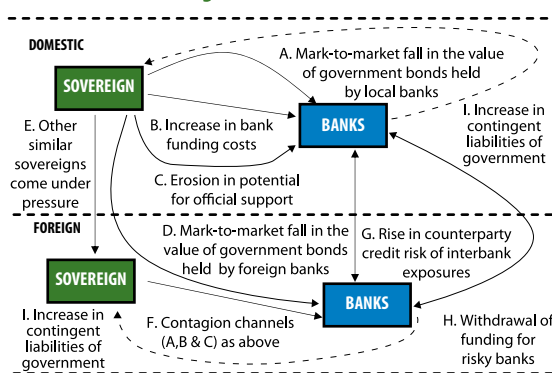 DOMESTIC
A. Mark-to-market fall in the value
of government bonds held
by local banks
SOVEREIGN
I. Increase in
contingent
liabilities of
government
BANKS
E. Other
similar
sovereigns
come under
pressure
B. Increase in bank
funding costs
C. Erosion in potential
for official support
FOREIGN
D. Mark-to-market fall in the
value of government bonds
held by foreign banks
G. Rise in counterparty
credit risk of interbank
exposures
SOVEREIGN
BANKS
I. Increase in
contingent
liabilities of
government
F. Contagion channels
(A,B & C) as above
H. Withdrawal of
funding for
risky banks